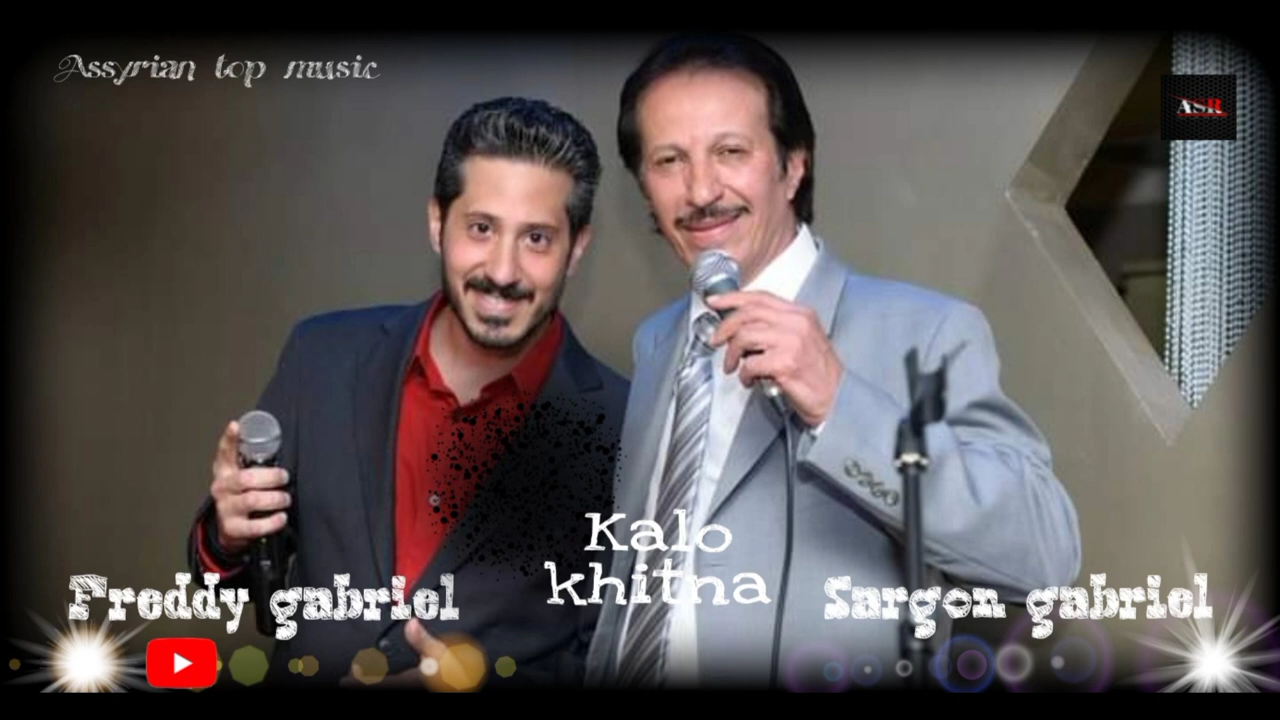 Assyrian top music
ASR
Kalo
khitna
Freddy gabriel
Sargon gabriel